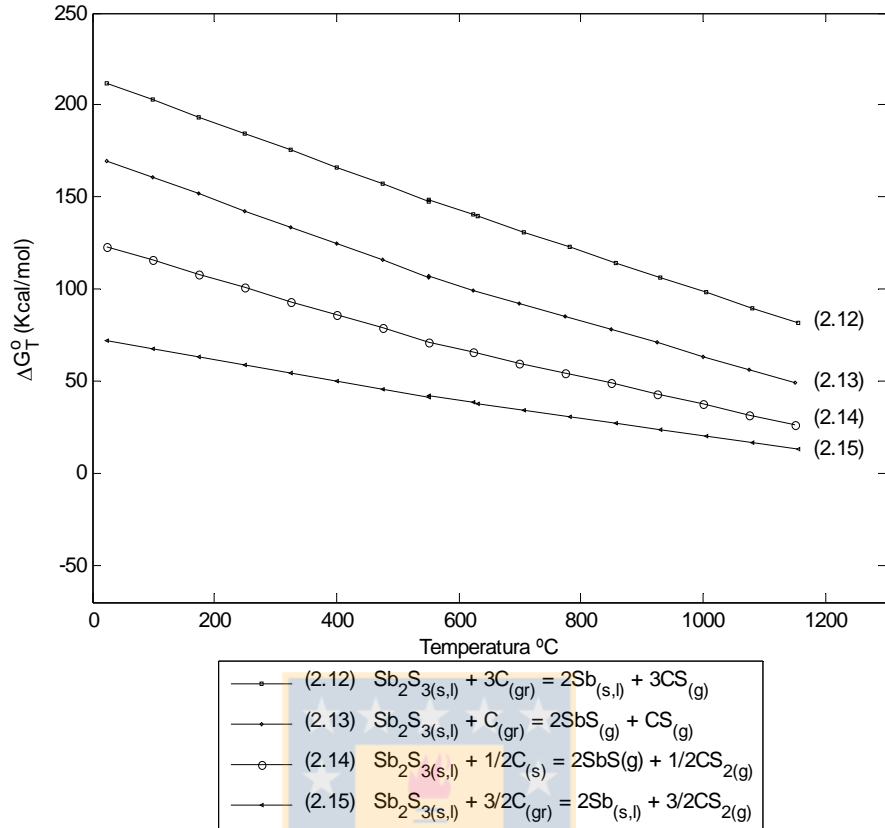 250
200
150
100
50
0
-50
ΔG°T (Kcal/mol)
(2.12)
(2.13)
(2.14)
(2.15)
0 200 400 600 800 1000 1200
Temperatura ºC
(2.12) Sb2S3(s,l) + 3C(gr) = 2Sb(s,l) + 3CS(g)
(2.13) Sb2S3(s,l) + C(gr) = 2SbS(g) + CS(g)
(2.14) Sb2S3(s,l) + 1/2C(s) = 2SbS(g) + 1/2CS2(g)
(2.15) Sb2S3(s,l) + 3/2C(gr) = 2Sb(s,l) + 3/2CS2(g)